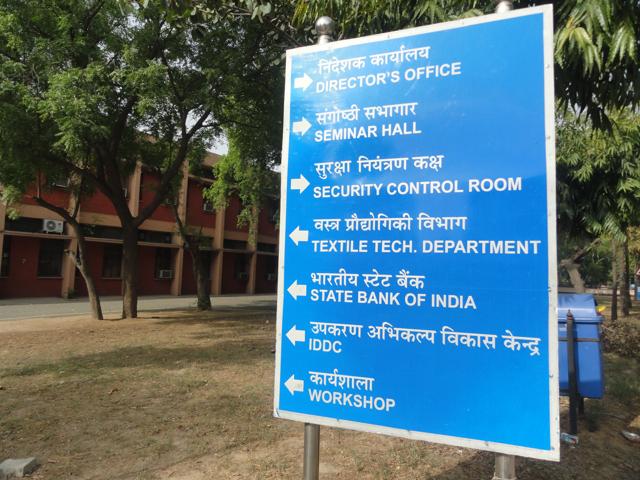 निदेशक कार्यालय
DIRECTOR'S OFFICE
संगोष्ठी सभागार
SEMINAR HALL
सुरक्षा नियंत्रण कक्ष
SECURITY CONTROL ROOM
वस्त्र प्रौद्योगिकी विभाग
TEXTILE TECH. DEPARTMENT
भारतीय स्टेट बैंक
STATE BANK OF INDIA
उपकरण अभिकल्प विकास केन्द्र
IDDC
कार्यशाला
WORKSHOP